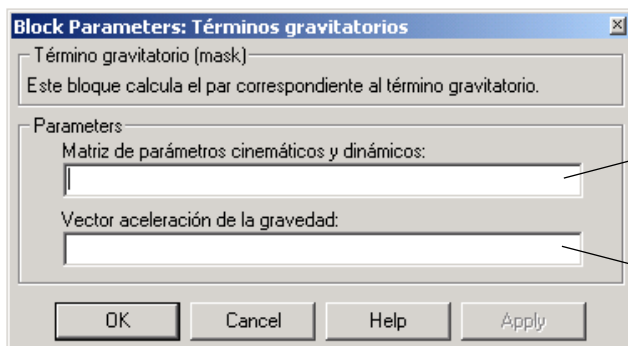 Block Parameters: Términos gravitatorios
Término gravitatorio (mask)
Este bloque calcula el par correspondiente al término gravitatorio.
Parameters
Matriz de parámetros cinemáticos y dinámicos:
Vector aceleración de la gravedad:
OK Cancel Help Apply